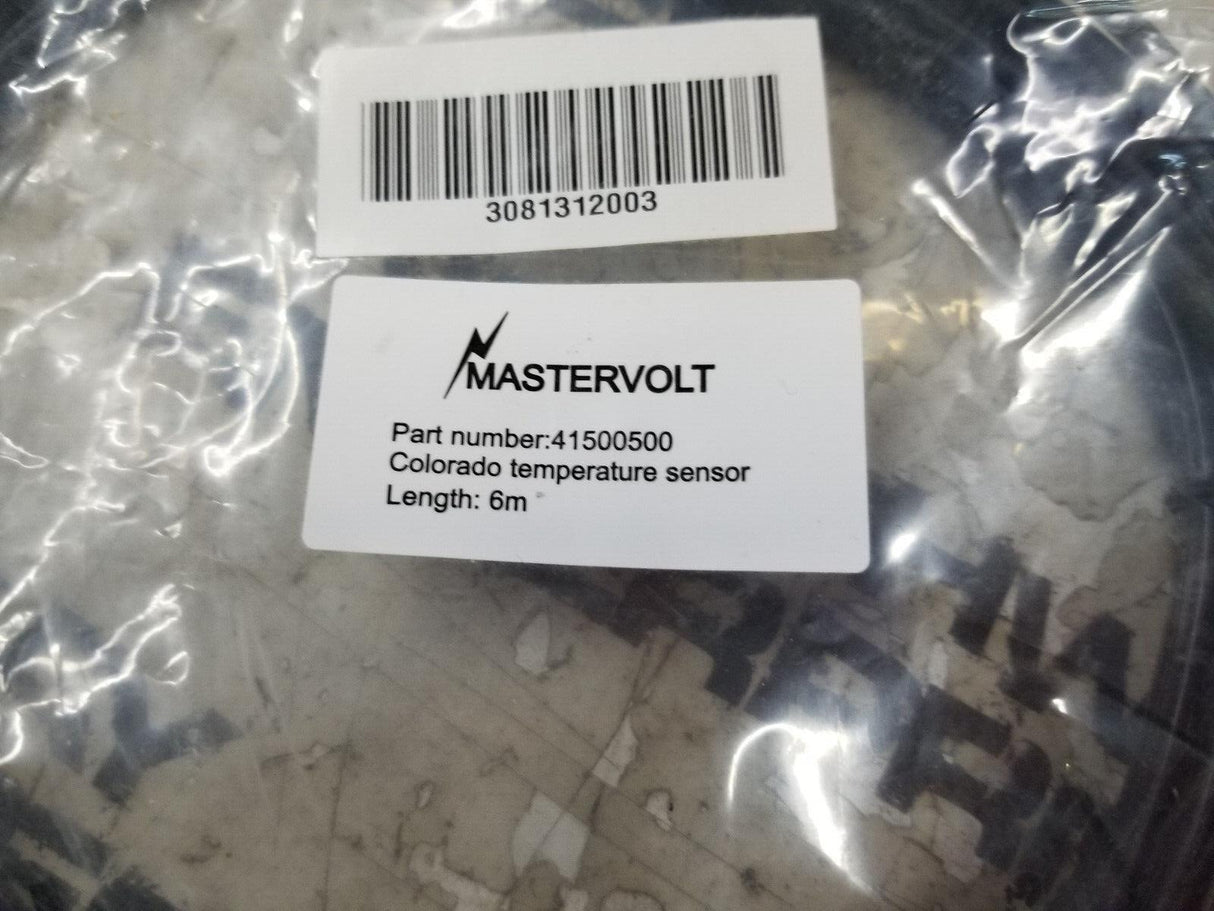 3081312003
MASTERVOLT
Part number:41500500
Colorado temperature sensor
Length: 6m